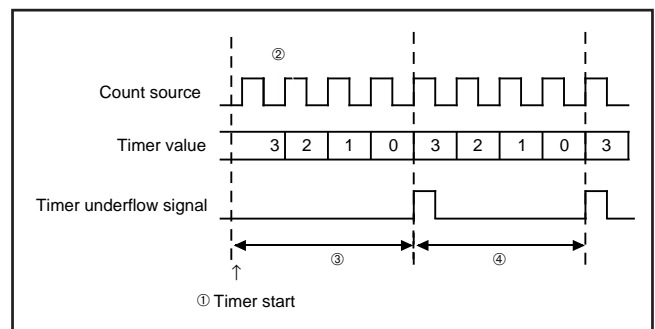 ②
Count source
Timer value 3 2 1 0 3 2 1 0 3
Timer underflow signal
③ ④
↑
① Timer start